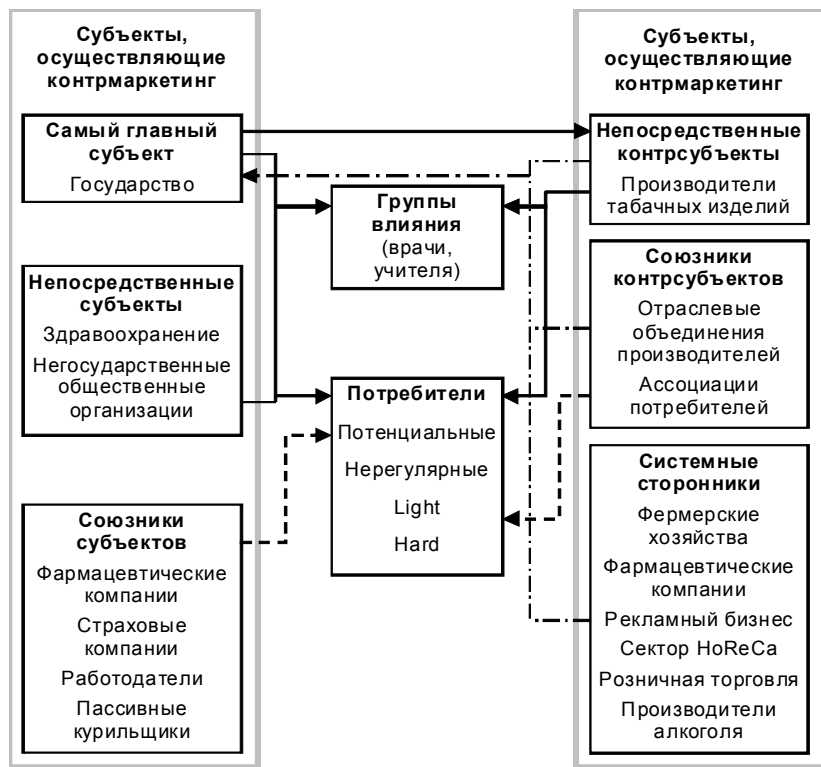 Субъекты,
осуществляющие
контрмаркетинг
Самый главный
субъект
Государство
Непосредственные
субъекты
Здравоохранение
Негосударственные
общественные
организации
Союзники
субъектов
Фармацевтические
компании
Страховые
компании
Работодатели
Пассивные
курильщики
Группы
влияния
(врачи,
учителя)
Потребители
Потенциальные
Нерегулярные
Light
Hard
Субъекты,
осуществляющие
контрмаркетинг
Непосредственные
контрсубъекты
Производители
табачных изделий
Союзники
контрсубъектов
Отраслевые
объединения
производителей
Ассоциации
потребителей
Системные
сторонники
Фермерские
хозяйства
Фармацевтические
компании
Рекламный бизнес
Сектор HoReCa
Розничная торговля
Производители
алкоголя